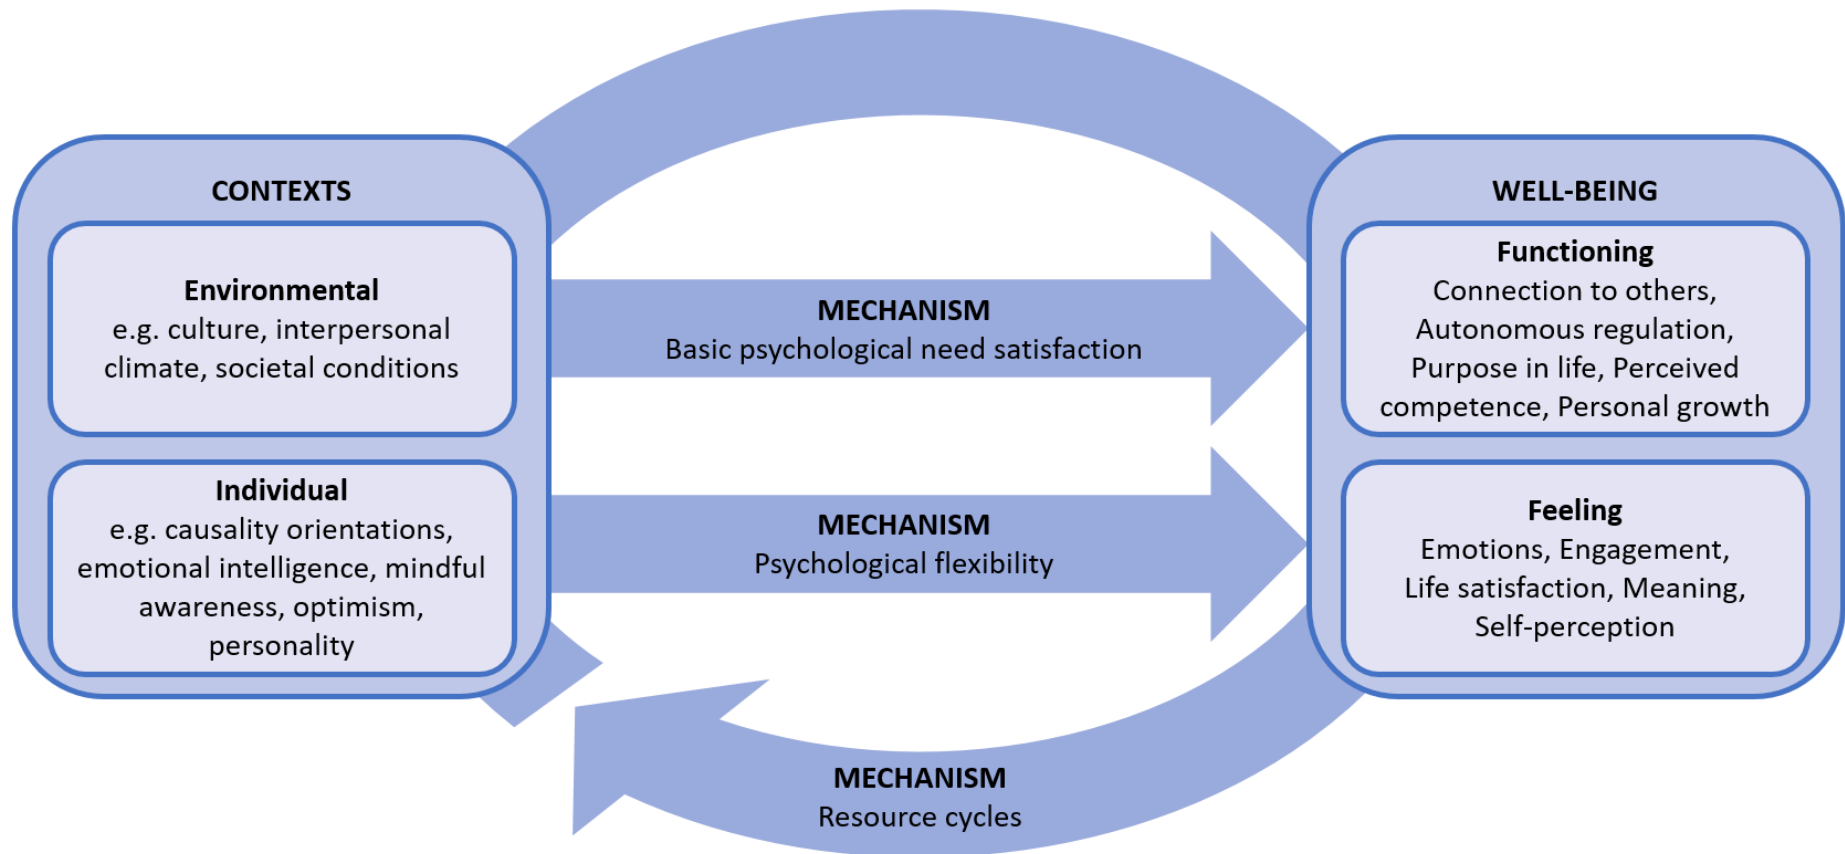 CONTEXTS
Environmental
e.g. culture, interpersonal
climate, societal conditions
Individual
e.g. causality orientations,
emotional intelligence, mindful
awareness, optimism,
personality
MECHANISM
Basic psychological need satisfaction
MECHANISM
Psychological flexibility
MECHANISM
Resource cycles
WELL-BEING
Functioning
Connection to others,
Autonomous regulation,
Purpose in life, Perceived
competence, Personal growth
Feeling
Emotions, Engagement,
Life satisfaction, Meaning,
Self-perception